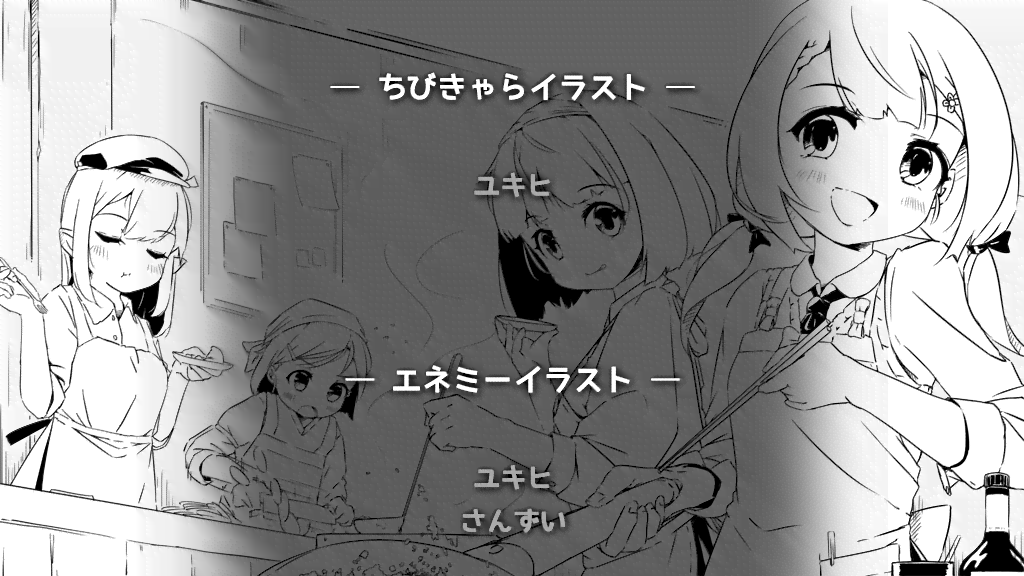 ― ちびきゃらイラスト ―
ユキヒ
― エネミーイラスト ―
ユキヒ
さんずい